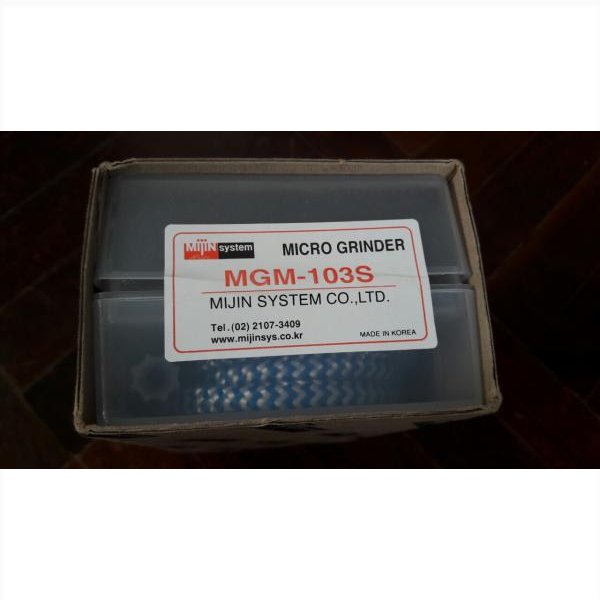 MIJIN system MICRO GRINDER
MGM-103S
MIJIN SYSTEM CO.,LTD.
Tel.(02) 2107-3409
www.mijinsys.co.kr MADE IN KOREA